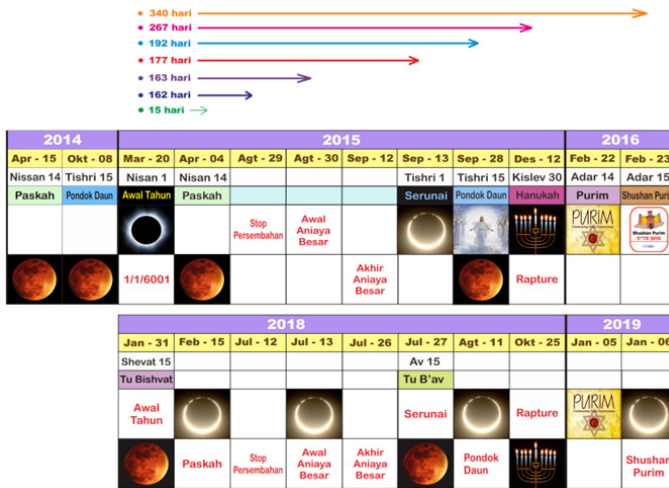 340 hari
267 hari
192 hari
177 hari
163 hari
162 hari
15 hari
2014 2015 2016
Apr - 15 Okt - 08 Mar - 20 Apr - 04 Agt - 29 Agt - 30 Sep - 12 Sep - 13 Sep - 28 Des - 12 Feb - 22 Feb - 23
Nissan 14 Tishri 15 Nisan 1 Nisan 14 Tishri 1 Tishri 15 Kislev 30 Adar 14 Adar 15
Paskah Pondok Daun Awal Tahun Paskah Serunai Pondok Daun Hanukah Purim Shushan Purim
Stop Persembahan
Awal Aniaya Besar
PURIM
Shushan Purim
1/1/6001
Akhir Aniaya Besar
Rapture
2018 2019
Jan - 31 Feb - 15 Jul - 12 Jul - 13 Jul - 26 Jul - 27 Agt - 11 Okt - 25 Jan - 05 Jan - 06
Shevat 15 Av 15
Tu Bishvat Tu B'av
Awal Tahun
Serunai
Rapture
PURIM
Paskah
Stop Persembahan
Awal Aniaya Besar
Akhir Aniaya Besar
Pondok Daun
Shushan Purim